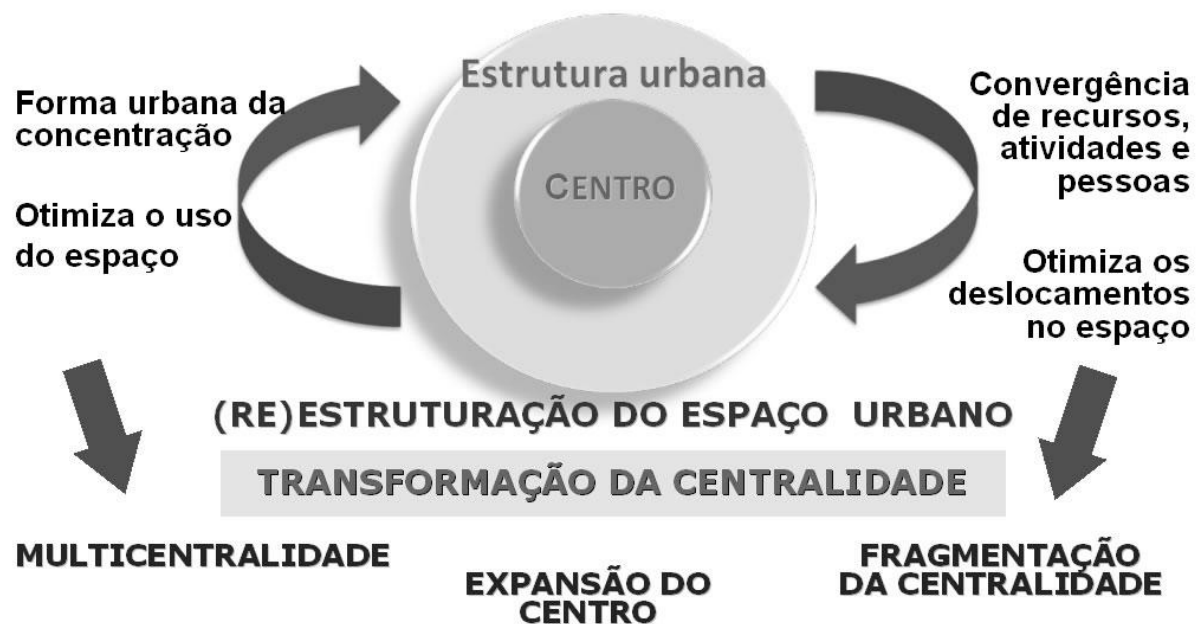 Estrutura urbana
CENTRO
Forma urbana da
concentração
Otimiza o uso
do espaço
Convergência
de recursos,
atividades e
pessoas
Otimiza os
deslocamentos
no espaço
(RE)ESTRUTURAÇÃO DO ESPAÇO URBANO
TRANSFORMAÇÃO DA CENTRALIDADE
MULTICENTRALIDADE
EXPANSÃO DO
CENTRO
FRAGMENTAÇÃO
DA CENTRALIDADE